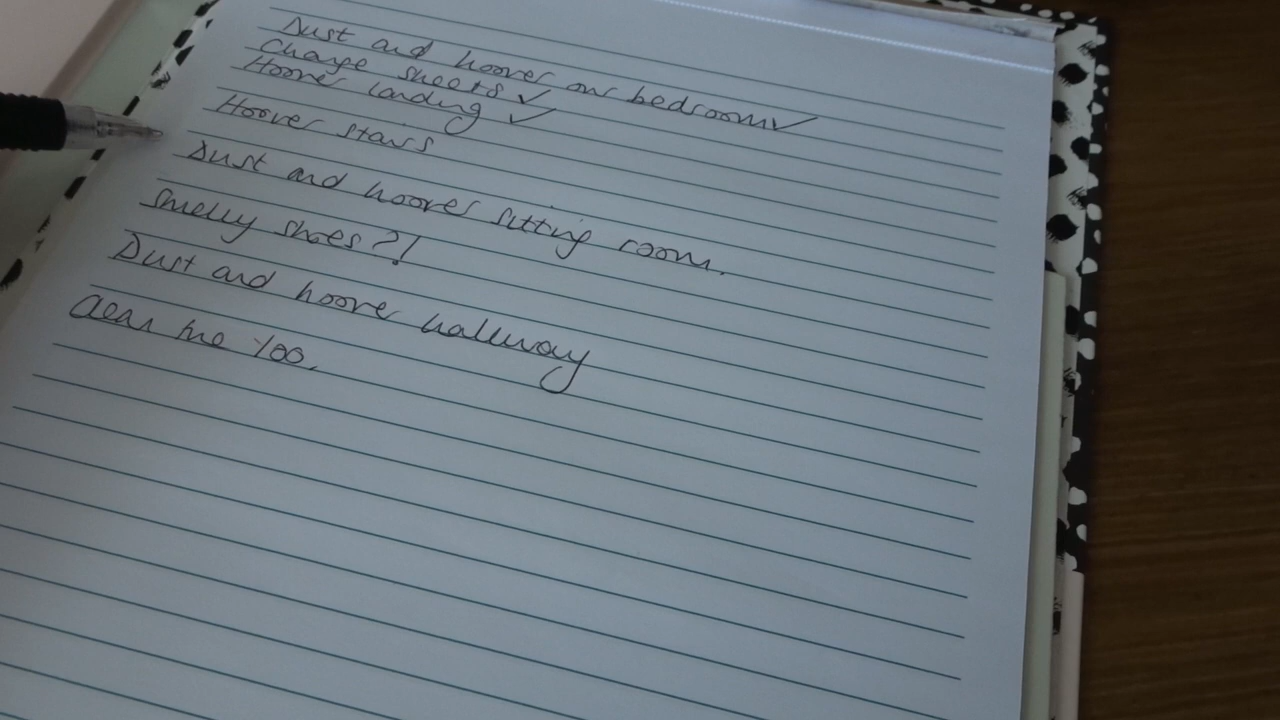 Dust and hoover our bedroom ✓
Change sheets ✓
Hoover landing ✓
Hoover stairs
Dust and hoover sitting room.
Smelly shoes?!
Dust and hoover hallway
Clean the loo.